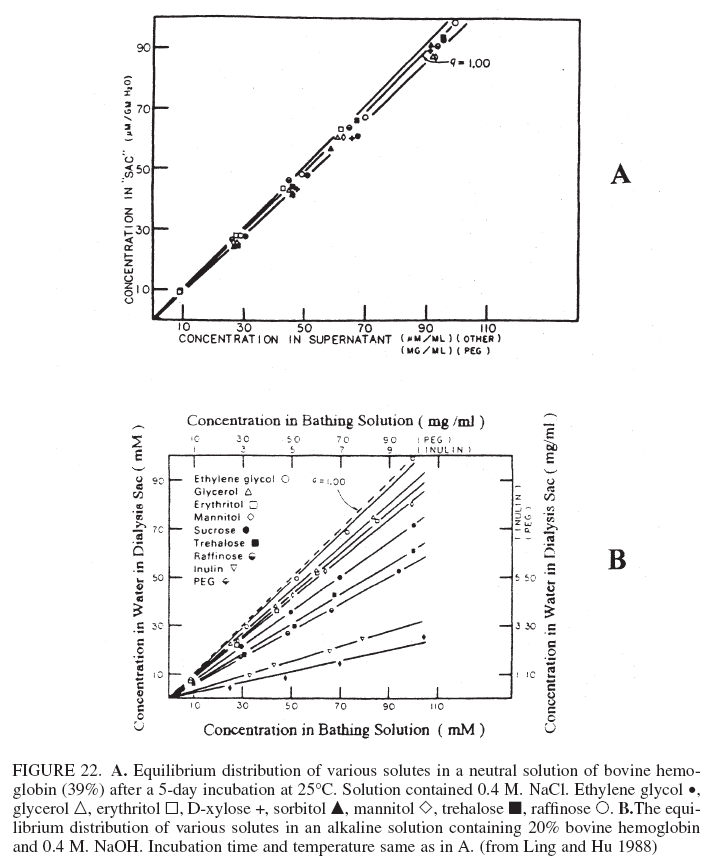 CONCENTRATION IN "SAC" (µM/GM H₂O)
90
70
50
30
10
q = 1.00
A
10 30 50 70 90 110
CONCENTRATION IN SUPERNATANT (µM/ML) (OTHER)
(MG/ML) (PEG)
Concentration in Bathing Solution ( mg /ml )
10 30 50 70 90 (PEG)
1 3 5 7 9 (INULIN)
Concentration in Water in Dialysis Sac ( mM )
90
70
50
30
10
Ethylene glycol ○
Glycerol △
Erythritol □
Mannitol ◇
Sucrose ●
Trehalose ■
Raffinose ◒
Inulin ▽
PEG
q = 1.00
(INULIN)
(PEG)
5 50
3 30
1 10
Concentration in Water in Dialysis Sac ( mg/ml )
B
10 30 50 70 90 110
Concentration in Bathing Solution ( mM )
FIGURE 22. A. Equilibrium distribution of various solutes in a neutral solution of bovine hemo-
globin (39%) after a 5-day incubation at 25°C. Solution contained 0.4 M. NaCl. Ethylene glycol •,
glycerol △, erythritol □, D-xylose +, sorbitol ▲, mannitol ◇, trehalose ■, raffinose ○. B.The equi-
librium distribution of various solutes in an alkaline solution containing 20% bovine hemoglobin
and 0.4 M. NaOH. Incubation time and temperature same as in A. (from Ling and Hu 1988)